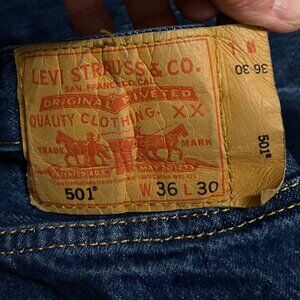 LEVI STRAUSS & CO.
SAN FRANCISCO, CAL.
ORIGINAL RIVETED
QUALITY CLOTHING XX
TRADE MARK
501®
W 36 L 30
36 30
501®